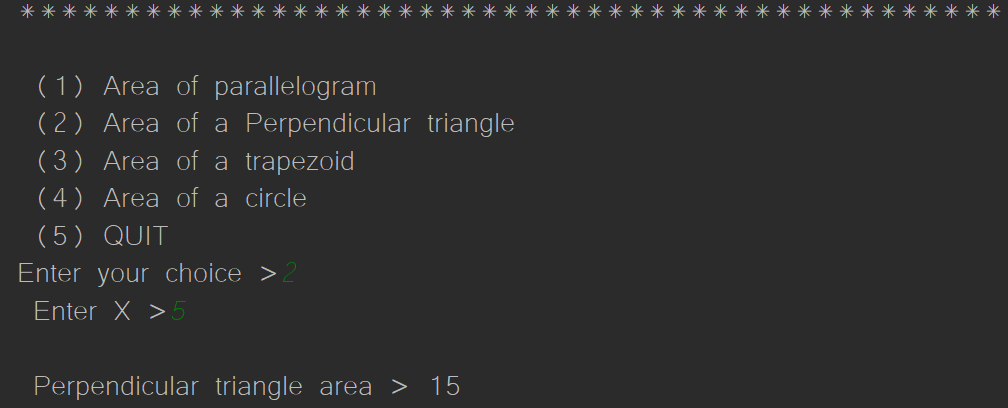 ***********************************************
(1) Area of parallelogram
(2) Area of a Perpendicular triangle
(3) Area of a trapezoid
(4) Area of a circle
(5) QUIT
Enter your choice >2
Enter X >5
Perpendicular triangle area > 15